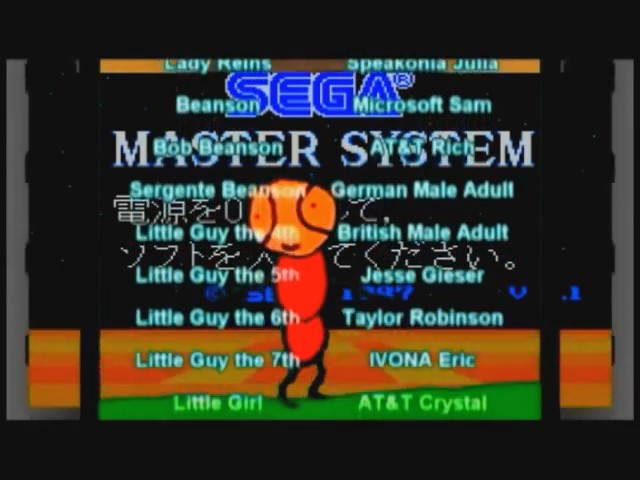 Lady Reins Speakonia Julia
SEGA®
Beanson Microsoft Sam
MASTER SYSTEM
Bob Beanson AT&T Rich
Sergente Beanson German Male Adult
電源を て,
Little Guy the 4th British Male Adult
ソフトを てください。
Little Guy the 5th Jesse Gieser
Little Guy the 6th Taylor Robinson
Little Guy the 7th IVONA Eric
Little Girl AT&T Crystal